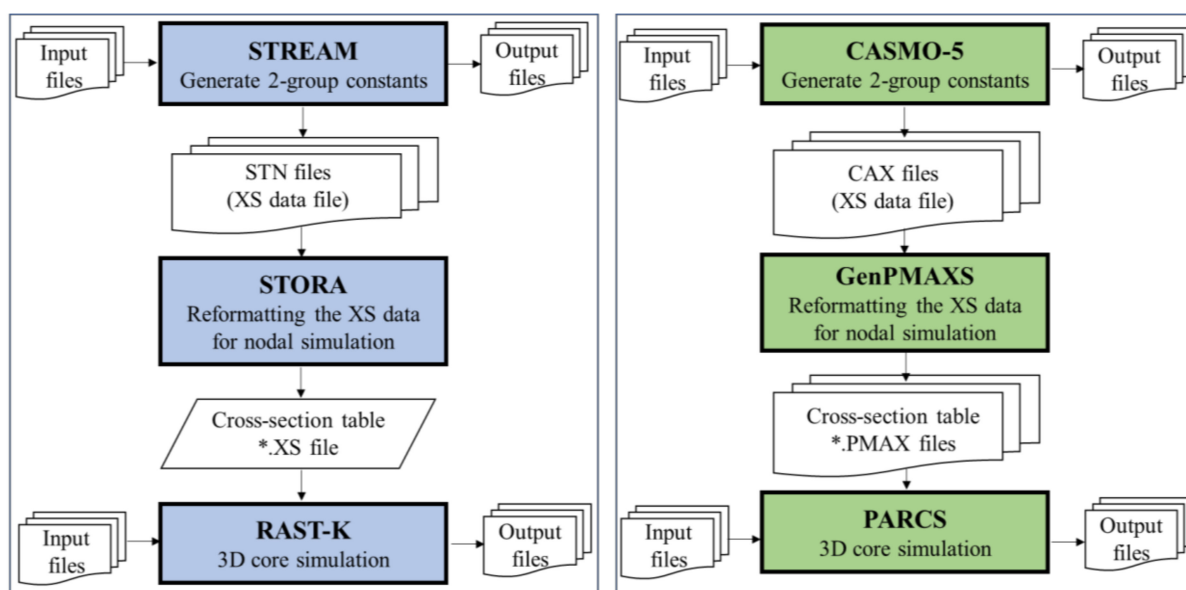 Input
files
STREAM
Generate 2-group constants
Output
files
STN files
(XS data file)
STORA
Reformatting the XS data
for nodal simulation
Cross-section table
*.XS file
Input
files
RAST-K
3D core simulation
Output
files
Input
files
CASMO-5
Generate 2-group constants
Output
files
CAX files
(XS data file)
GenPMAXS
Reformatting the XS data
for nodal simulation
Cross-section table
*.PMAX files
Input
files
PARCS
3D core simulation
Output
files